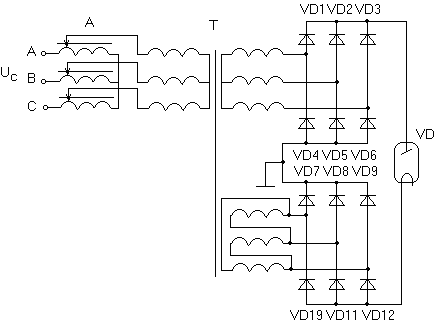 VD1 VD2 VD3
A
T
A
Uc
B
C
VD
VD4 VD5 VD6
VD7 VD8 VD9
VD19 VD11 VD12